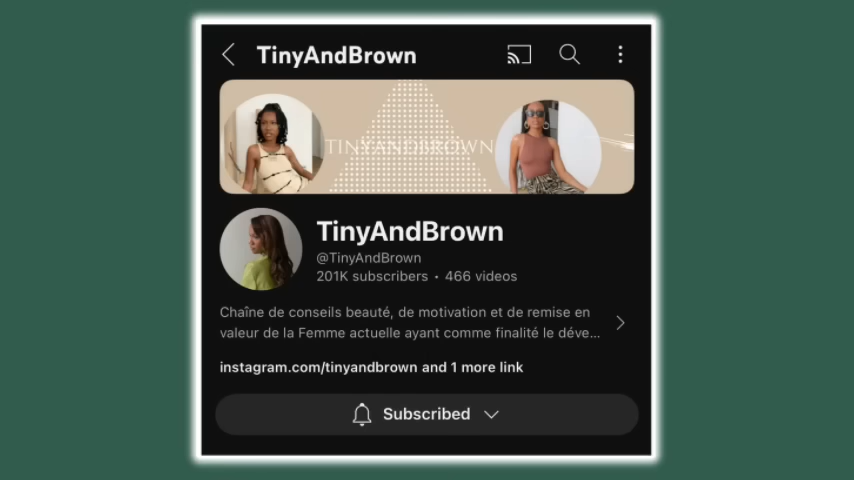 TinyAndBrown
TINYANDBROWN
TinyAndBrown
@TinyAndBrown
201K subscribers • 466 videos
Chaîne de conseils beauté, de motivation et de remise en
valeur de la Femme actuelle ayant comme finalité le déve...
instagram.com/tinyandbrown and 1 more link
Subscribed